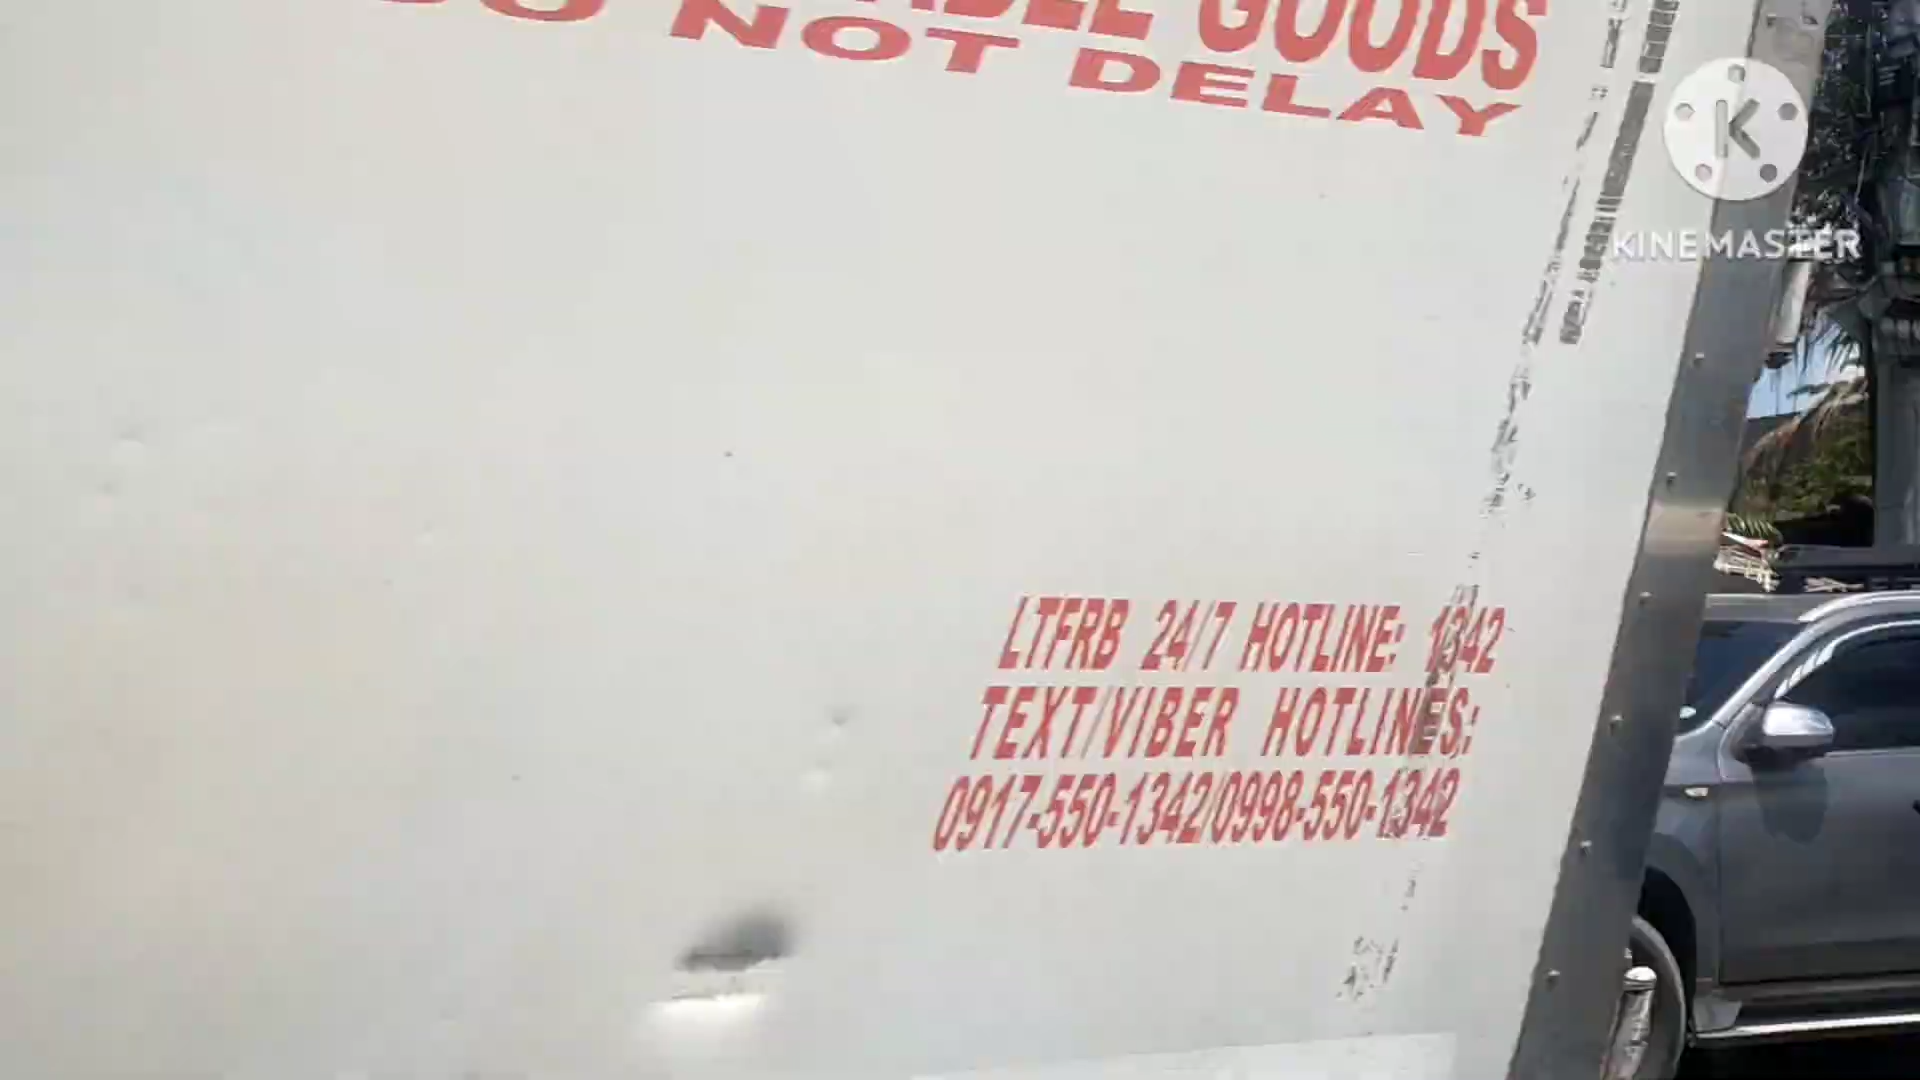 GOODS
DO NOT DELAY
K
KINEMASTER
LTFRB 24/7 HOTLINE: 1342
TEXT/VIBER HOTLINES:
0917-550-1342/0998-550-1342